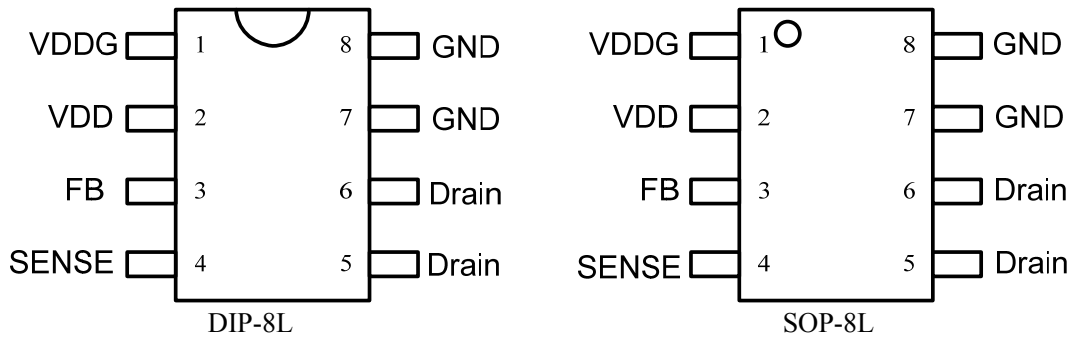 VDDG 1 8 GND
VDD 2 7 GND
FB 3 6 Drain
SENSE 4 5 Drain
DIP-8L
VDDG 1 8 GND
VDD 2 7 GND
FB 3 6 Drain
SENSE 4 5 Drain
SOP-8L